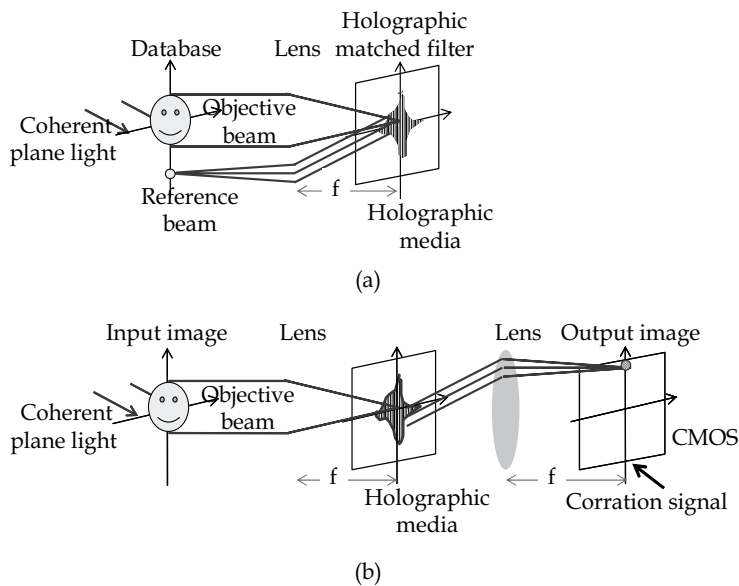 Database
Lens
Holographic
matched filter
Objective
beam
Coherent
plane light
Reference
beam
f
Holographic
media
(a)
Input image
Lens
Lens
Output image
Objective
beam
Coherent
plane light
CMOS
f
f
Holographic
media
Corration signal
(b)